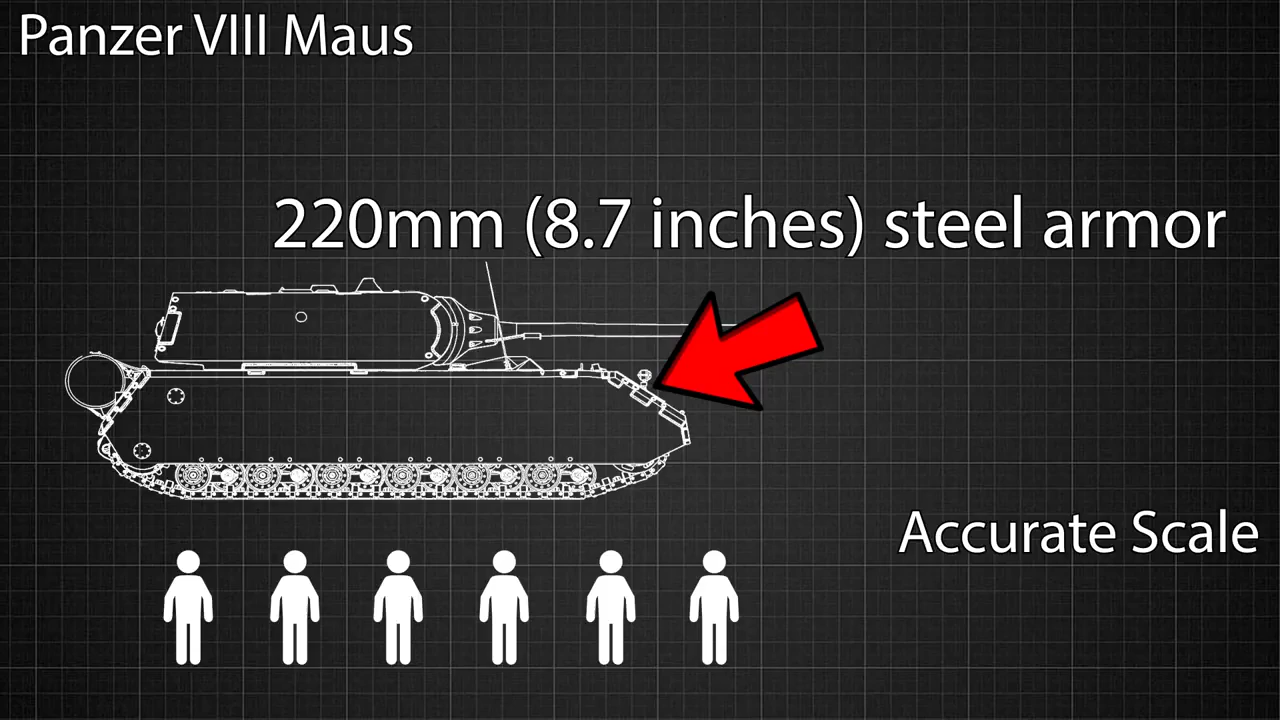 Panzer VIII Maus
220mm (8.7 inches) steel armor
Accurate Scale